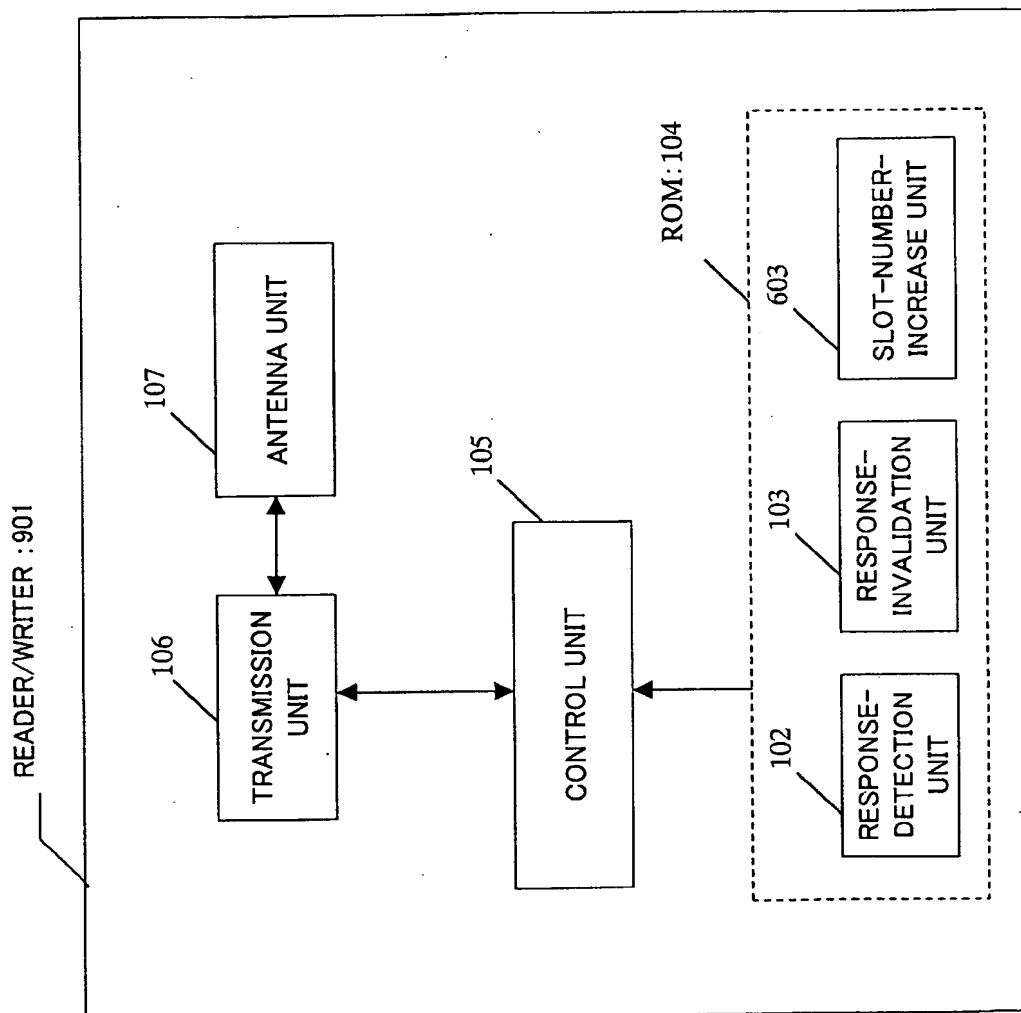 READER/WRITER :901
106
TRANSMISSION
UNIT
107
ANTENNA UNIT
105
CONTROL UNIT
ROM:104
102
RESPONSE-
DETECTION
UNIT
103
RESPONSE-
INVALIDATION
UNIT
603
SLOT-NUMBER-
INCREASE UNIT